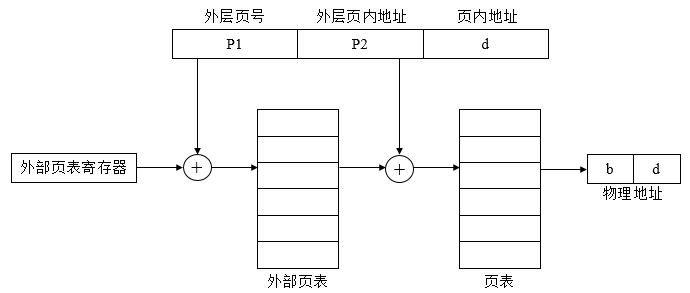 外层页号 外层页内地址 页内地址
P1 P2 d
外部页表寄存器 + +
b d
物理地址
外部页表 页表